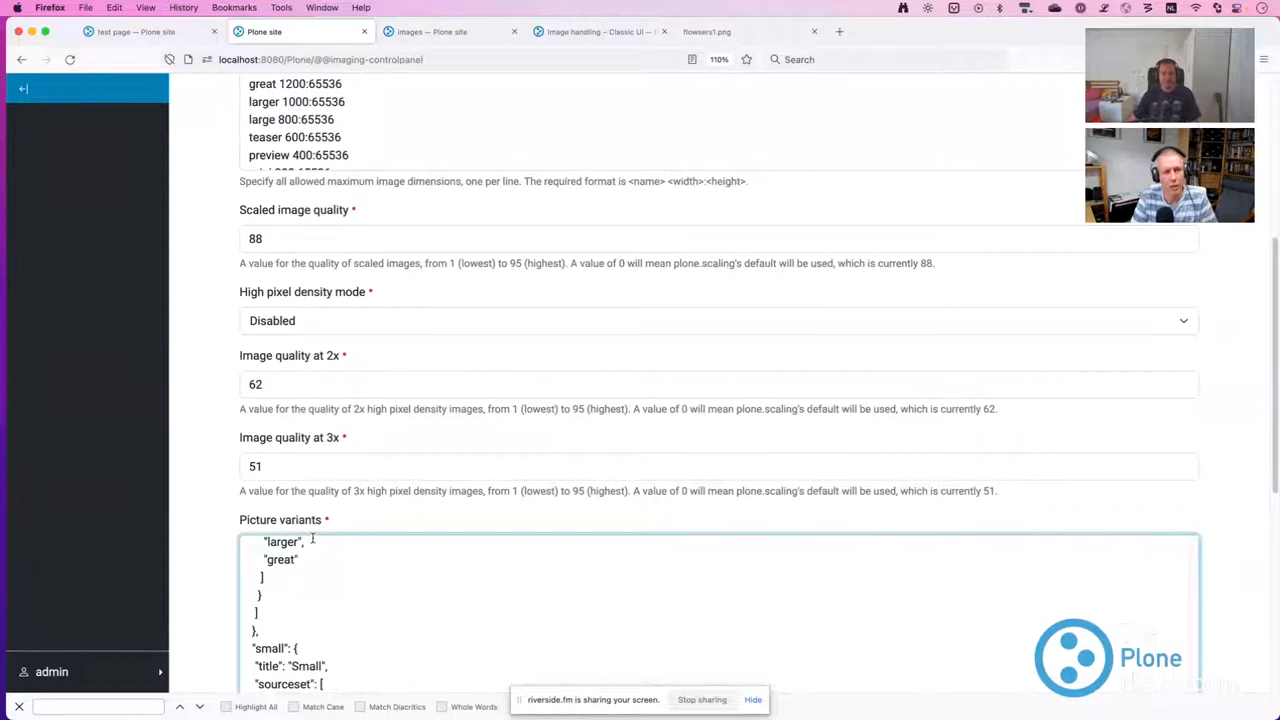 Firefox File Edit View History Bookmarks Tools Window Help
NL
test page — Plone site
Plone site
images — Plone site
Image handling – Classic UI —
flowsers1.png
localhost:8080/Plone/@@imaging-controlpanel
110%
Search
great 1200:65536
larger 1000:65536
large 800:65536
teaser 600:65536
preview 400:65536
Specify all allowed maximum image dimensions, one per line. The required format is <name> <width>:<height>.
Scaled image quality *
88
A value for the quality of scaled images, from 1 (lowest) to 95 (highest). A value of 0 will mean plone.scaling's default will be used, which is currently 88.
High pixel density mode *
Disabled
Image quality at 2x *
62
A value for the quality of 2x high pixel density images, from 1 (lowest) to 95 (highest). A value of 0 will mean plone.scaling's default will be used, which is currently 62.
Image quality at 3x *
51
A value for the quality of 3x high pixel density images, from 1 (lowest) to 95 (highest). A value of 0 will mean plone.scaling's default will be used, which is currently 51.
Picture variants *
"larger",
"great"
]
}
]
},
"small": {
"title": "Small",
"sourceset": [
admin
Plone
riverside.fm is sharing your screen.
Stop sharing
Hide
Highlight All
Match Case
Match Diacritics
Whole Words